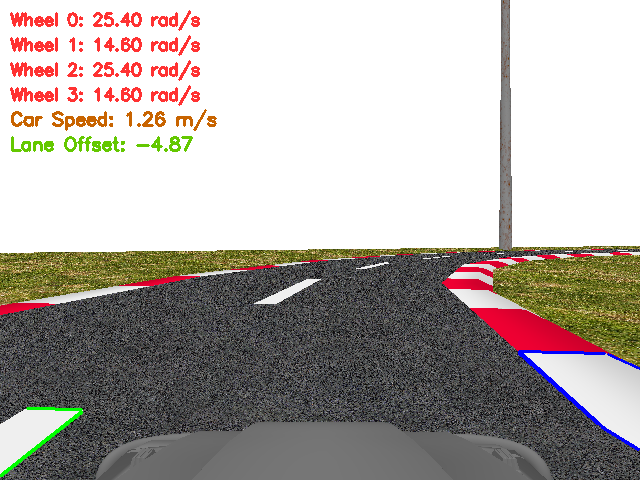 Wheel 0: 25.40 rad/s
Wheel 1: 14.60 rad/s
Wheel 2: 25.40 rad/s
Wheel 3: 14.60 rad/s
Car Speed: 1.26 m/s
Lane Offset: -4.87